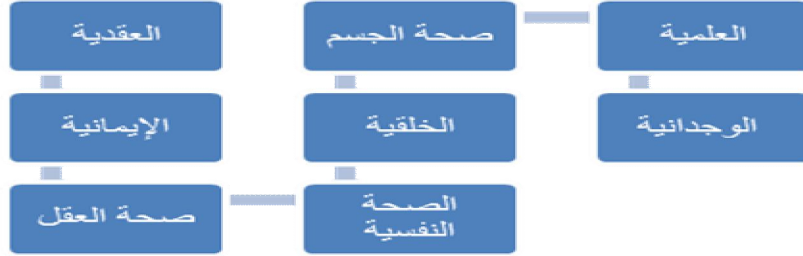 العلمية
صحة الجسم
العقدية
الوجدانية
الخلقية
الإيمانية
الصحة
النفسية
صحة العقل